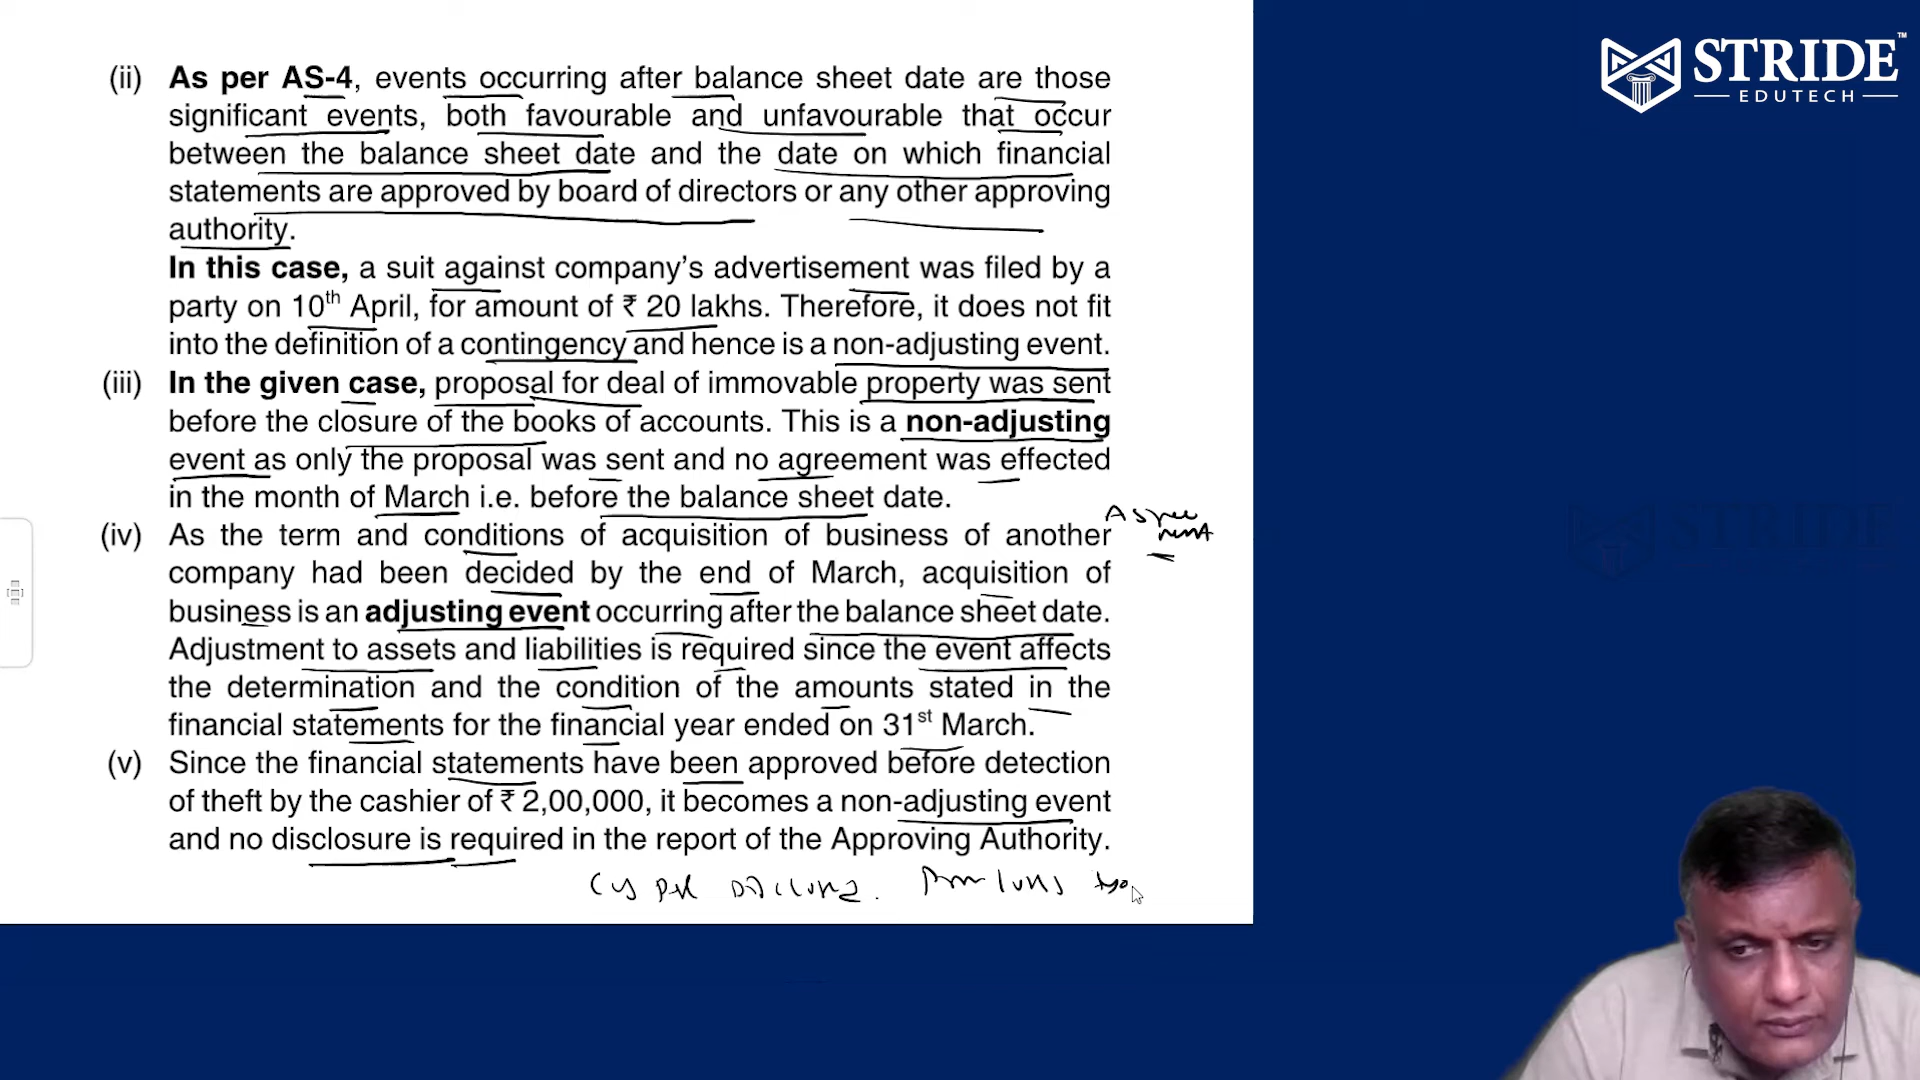 STRIDE™
EDUTECH
(ii) As per AS-4, events occurring after balance sheet date are those
significant events, both favourable and unfavourable that occur
between the balance sheet date and the date on which financial
statements are approved by board of directors or any other approving
authority.
In this case, a suit against company's advertisement was filed by a
party on 10th April, for amount of ₹ 20 lakhs. Therefore, it does not fit
into the definition of a contingency and hence is a non-adjusting event.
(iii) In the given case, proposal for deal of immovable property was sent
before the closure of the books of accounts. This is a non-adjusting
event as only the proposal was sent and no agreement was effected
in the month of March i.e. before the balance sheet date.
(iv) As the term and conditions of acquisition of business of another
company had been decided by the end of March, acquisition of
business is an adjusting event occurring after the balance sheet date.
Adjustment to assets and liabilities is required since the event affects
the determination and the condition of the amounts stated in the
financial statements for the financial year ended on 31st March.
(v) Since the financial statements have been approved before detection
of theft by the cashier of ₹ 2,00,000, it becomes a non-adjusting event
and no disclosure is required in the report of the Approving Authority.
STRIDE